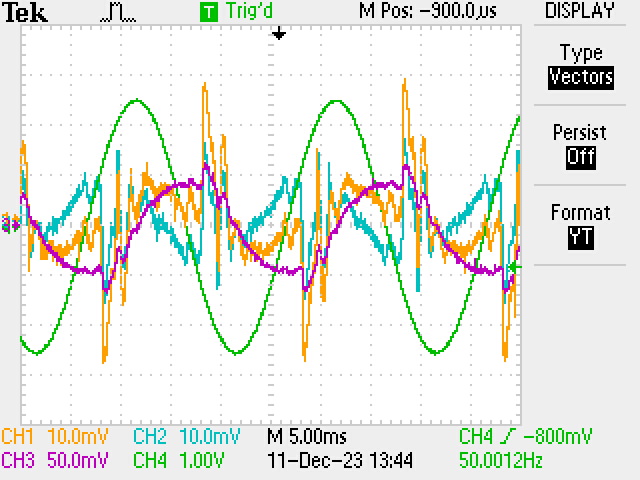 Tek T Trig'd M Pos: -900.0µs DISPLAY
Type
Vectors
Persist
Off
Format
YT
CH1 10.0mV CH2 10.0mV M 5.00ms CH4 -800mV
CH3 50.0mV CH4 1.00V 11-Dec-23 13:44 50.0012Hz